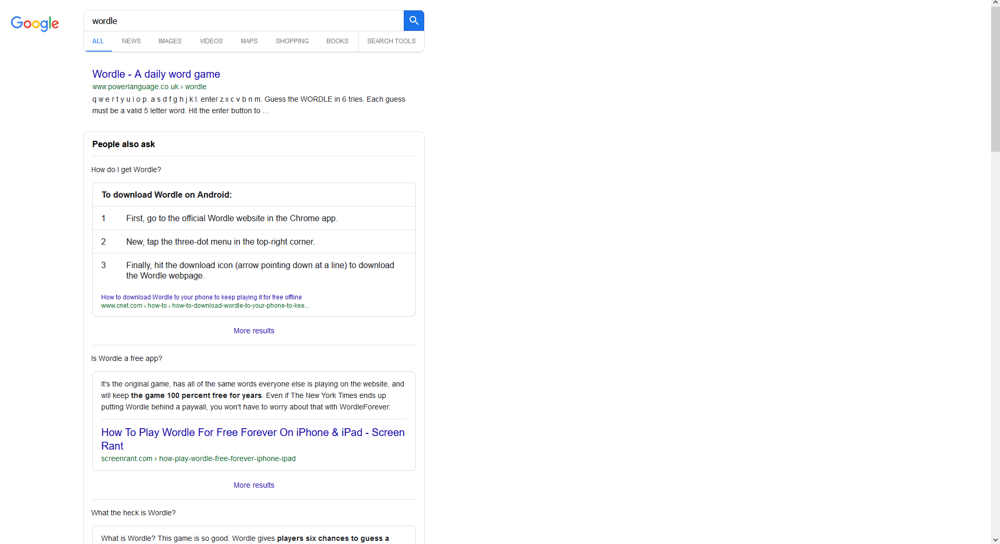 Google
wordle
ALL NEWS IMAGES VIDEOS MAPS SHOPPING BOOKS SEARCH TOOLS
Wordle - A daily word game
www.powerlanguage.co.uk › wordle
q w e r t y u i o p. a s d f g h j k l. enter z x c v b n m. Guess the WORDLE in 6 tries. Each guess
must be a valid 5 letter word. Hit the enter button to ...
People also ask
How do I get Wordle?
To download Wordle on Android:
1 First, go to the official Wordle website in the Chrome app.
2 New, tap the three-dot menu in the top-right corner.
3 Finally, hit the download icon (arrow pointing down at a line) to download
the Wordle webpage.
How to download Wordle to your phone to keep playing it for free offline
www.cnet.com › how-to › how-to-download-wordle-to-your-phone-to-kee...
More results
Is Wordle a free app?
It's the original game, has all of the same words everyone else is playing on the website, and
will keep the game 100 percent free for years. Even if The New York Times ends up
putting Wordle behind a paywall, you won't have to worry about that with WordleForever.
How To Play Wordle For Free Forever On iPhone & iPad - Screen
Rant
screenrant.com › how-play-wordle-free-forever-iphone-ipad
More results
What the heck is Wordle?
What is Wordle? This game is so good. Wordle gives players six chances to guess a